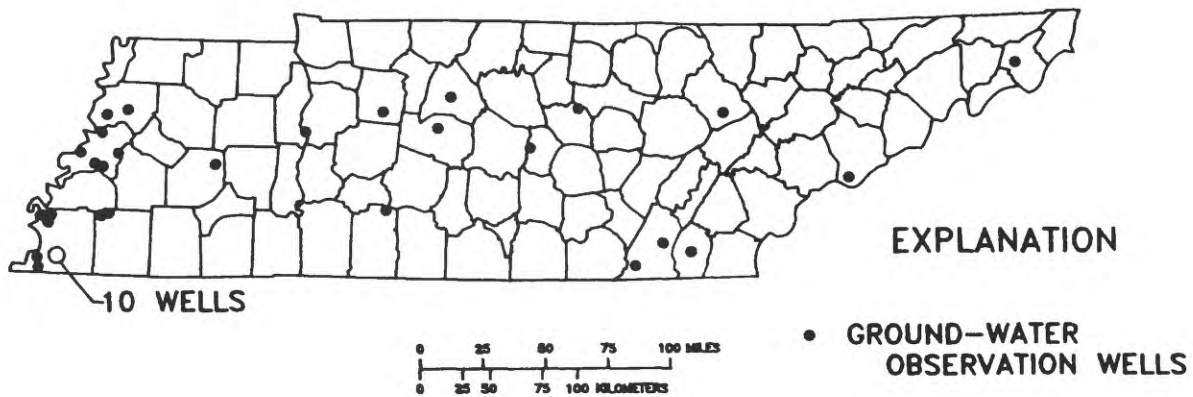 10 WELLS
EXPLANATION
0 25 50 75 100 MILES
0 25 50 75 100 KILOMETERS
GROUND-WATER
OBSERVATION WELLS